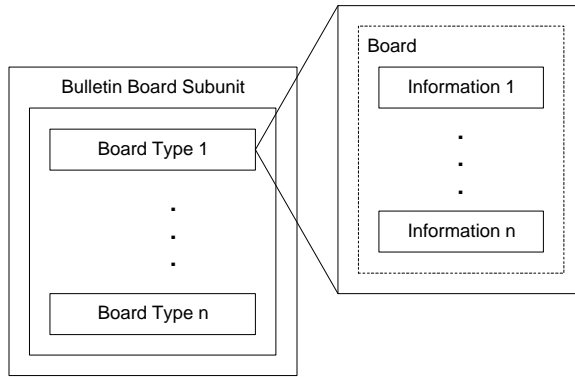 Bulletin Board Subunit
Board Type 1
.
.
.
Board Type n
Board
Information 1
.
.
.
Information n